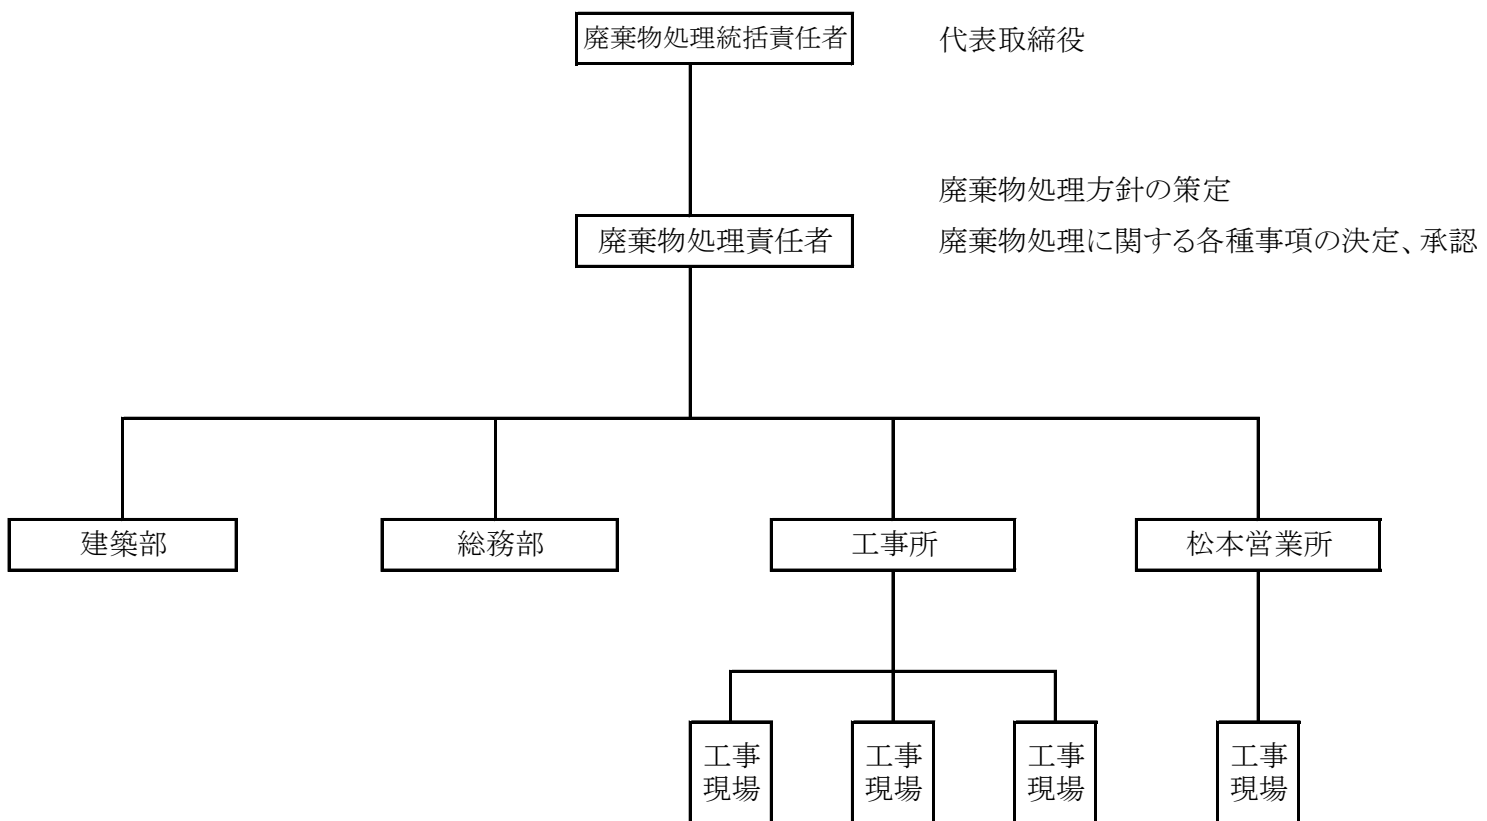 廃棄物処理統括責任者
代表取締役
廃棄物処理方針の策定
廃棄物処理責任者
廃棄物処理に関する各種事項の決定、承認
建築部
総務部
工事所
松本営業所
工事
現場
工事
現場
工事
現場
工事
現場